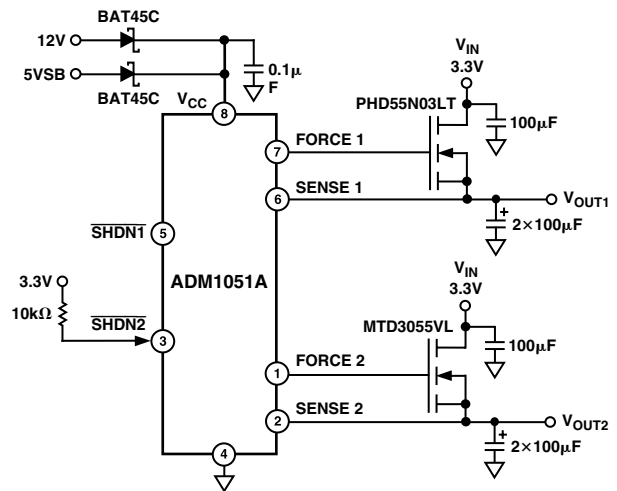 BAT45C
12V
5VSB
BAT45C
0.1μ
F
VCC
8
VIN
3.3V
PHD55N03LT
100μF
7
FORCE 1
6
SENSE 1
VOUT1
+
2×100μF
SHDN1
5
ADM1051A
3.3V
10kΩ
SHDN2
3
VIN
3.3V
MTD3055VL
100μF
1
FORCE 2
2
SENSE 2
VOUT2
+
2×100μF
4